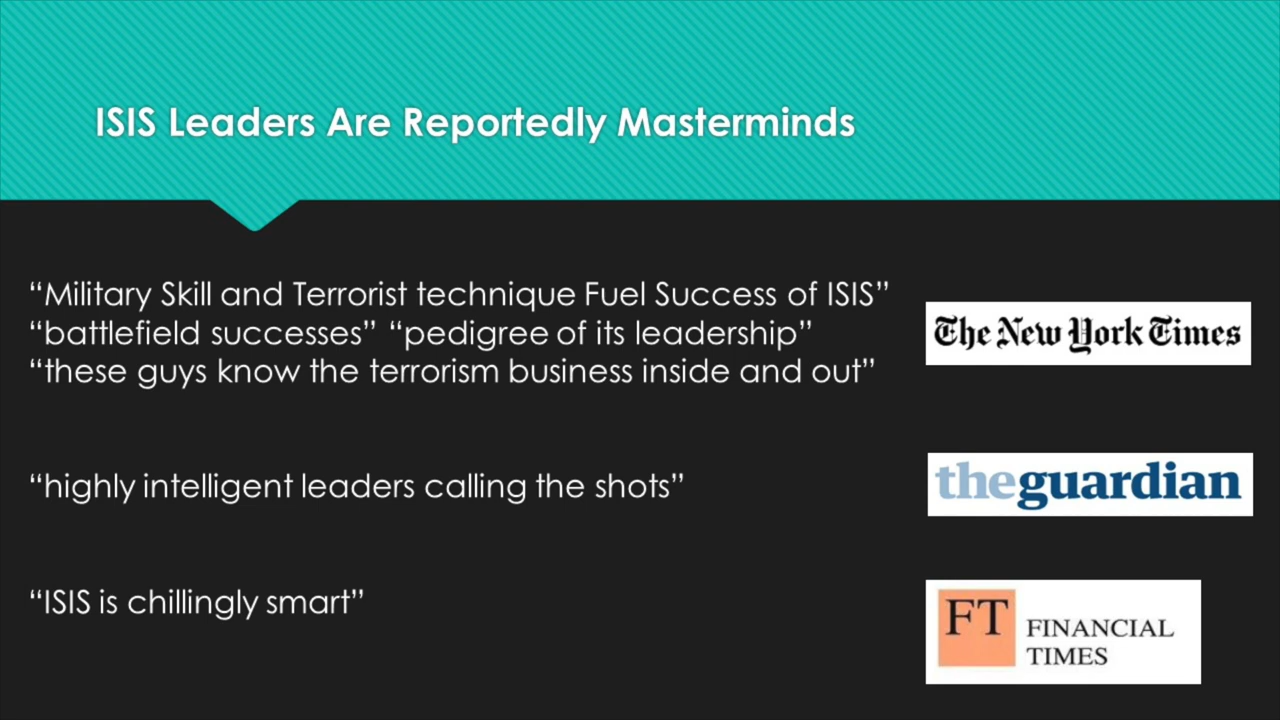 ISIS Leaders Are Reportedly Masterminds
“Military Skill and Terrorist technique Fuel Success of ISIS”
“battlefield successes” “pedigree of its leadership”
“these guys know the terrorism business inside and out”
The New York Times
“highly intelligent leaders calling the shots”
theguardian
“ISIS is chillingly smart”
FT
FINANCIAL
TIMES